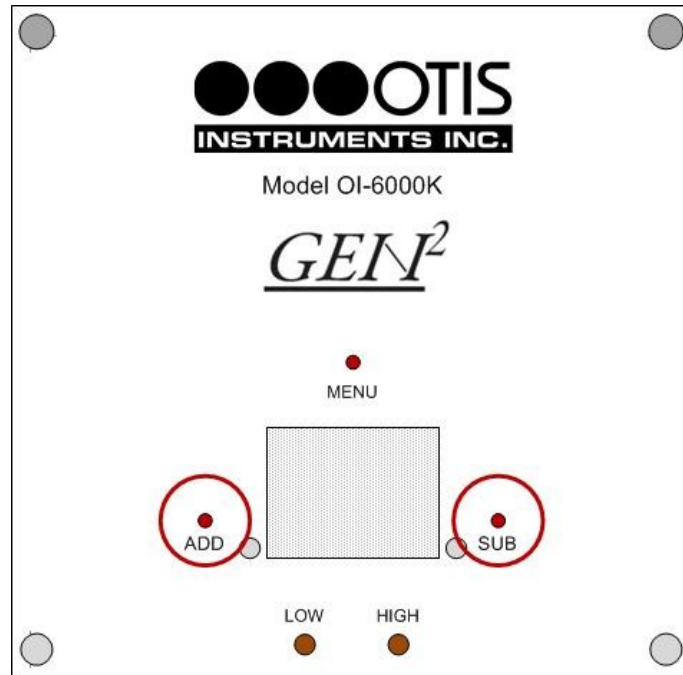 OTIS
INSTRUMENTS INC.
Model OI-6000K
GEN²
MENU
ADD
SUB
LOW
HIGH